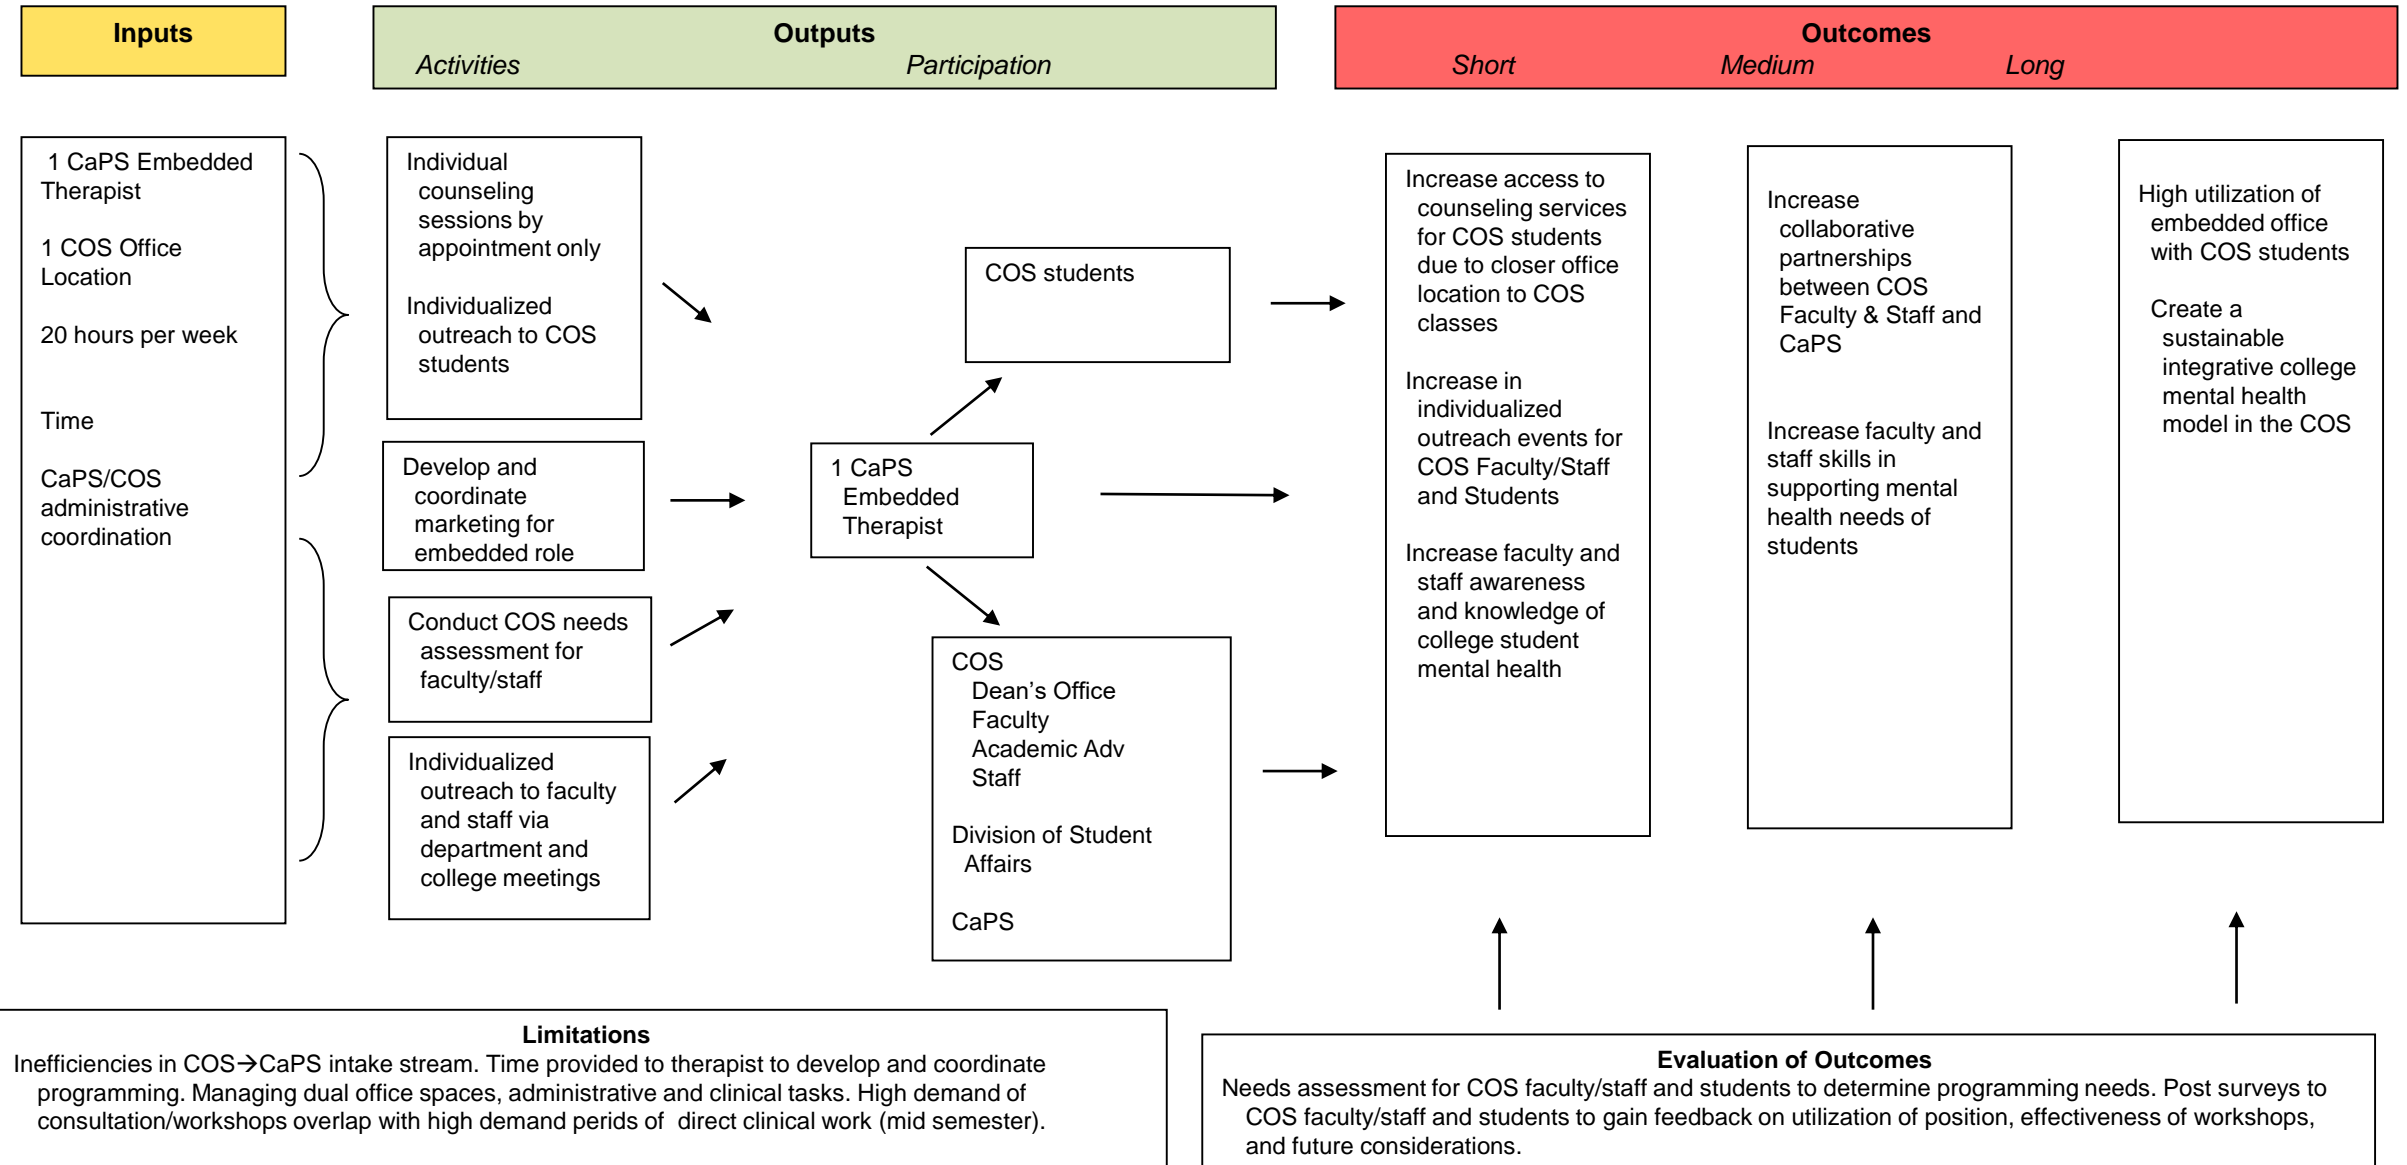 Inputs
Outputs
Activities Participation
Outcomes
Short Medium Long
1 CaPS Embedded
Therapist
1 COS Office
Location
20 hours per week
Time
CaPS/COS
administrative
coordination
Individual
counseling
sessions by
appointment only
Individualized
outreach to COS
students
Develop and
coordinate
marketing for
embedded role
Conduct COS needs
assessment for
faculty/staff
Individualized
outreach to faculty
and staff via
department and
college meetings
COS students
1 CaPS
Embedded
Therapist
COS
Dean’s Office
Faculty
Academic Adv
Staff
Division of Student
Affairs
CaPS
Increase access to
counseling services
for COS students
due to closer office
location to COS
classes
Increase in
individualized
outreach events for
COS Faculty/Staff
and Students
Increase faculty and
staff awareness
and knowledge of
college student
mental health
Increase
collaborative
partnerships
between COS
Faculty & Staff and
CaPS
Increase faculty and
staff skills in
supporting mental
health needs of
students
High utilization of
embedded office
with COS students
Create a
sustainable
integrative college
mental health
model in the COS
Limitations
Inefficiencies in COS→CaPS intake stream. Time provided to therapist to develop and coordinate
programming. Managing dual office spaces, administrative and clinical tasks. High demand of
consultation/workshops overlap with high demand perids of direct clinical work (mid semester).
Evaluation of Outcomes
Needs assessment for COS faculty/staff and students to determine programming needs. Post surveys to
COS faculty/staff and students to gain feedback on utilization of position, effectiveness of workshops,
and future considerations.